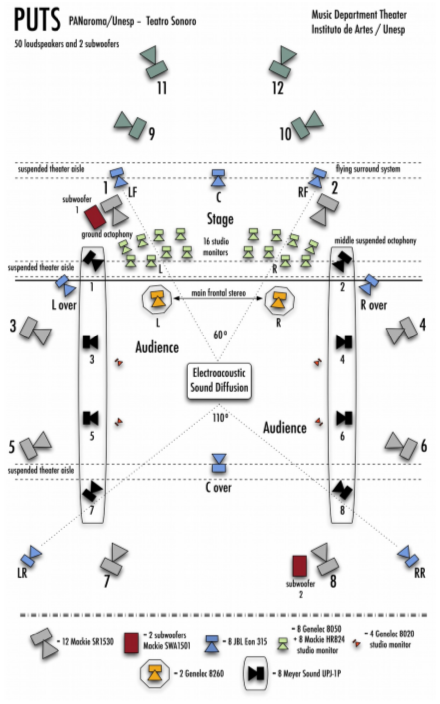 PUTS PANaroma/Unesp - Teatro Sonoro
Music Department Theater
50 loudspeakers and 2 subwoofers
Instituto de Artes / Unesp
11
12
9
10
suspended theater aisle
flying surround system
1
LF
C
RF
2
subwoofer
1
Stage
ground octophony
16 studio
monitors
middle suspended octophony
L
R
suspended theater aisle
1
2
L over
R over
main frontal stereo
L
R
3
4
60º
Audience
3
4
Electroacoustic
Sound Diffusion
110º
Audience
5
6
5
6
suspended theater aisle
C over
7
8
LR
7
8
RR
subwoofer
2
= 12 Mackie SR1530
= 2 subwoofers
Mackie SWA1501
= 8 JBL Eon 315
= 8 Genelec 8050
+ 8 Mackie HR824
studio monitor
= 4 Genelec 8020
studio monitor
= 2 Genelec 8260
= 8 Meyer Sound UPJ-1P